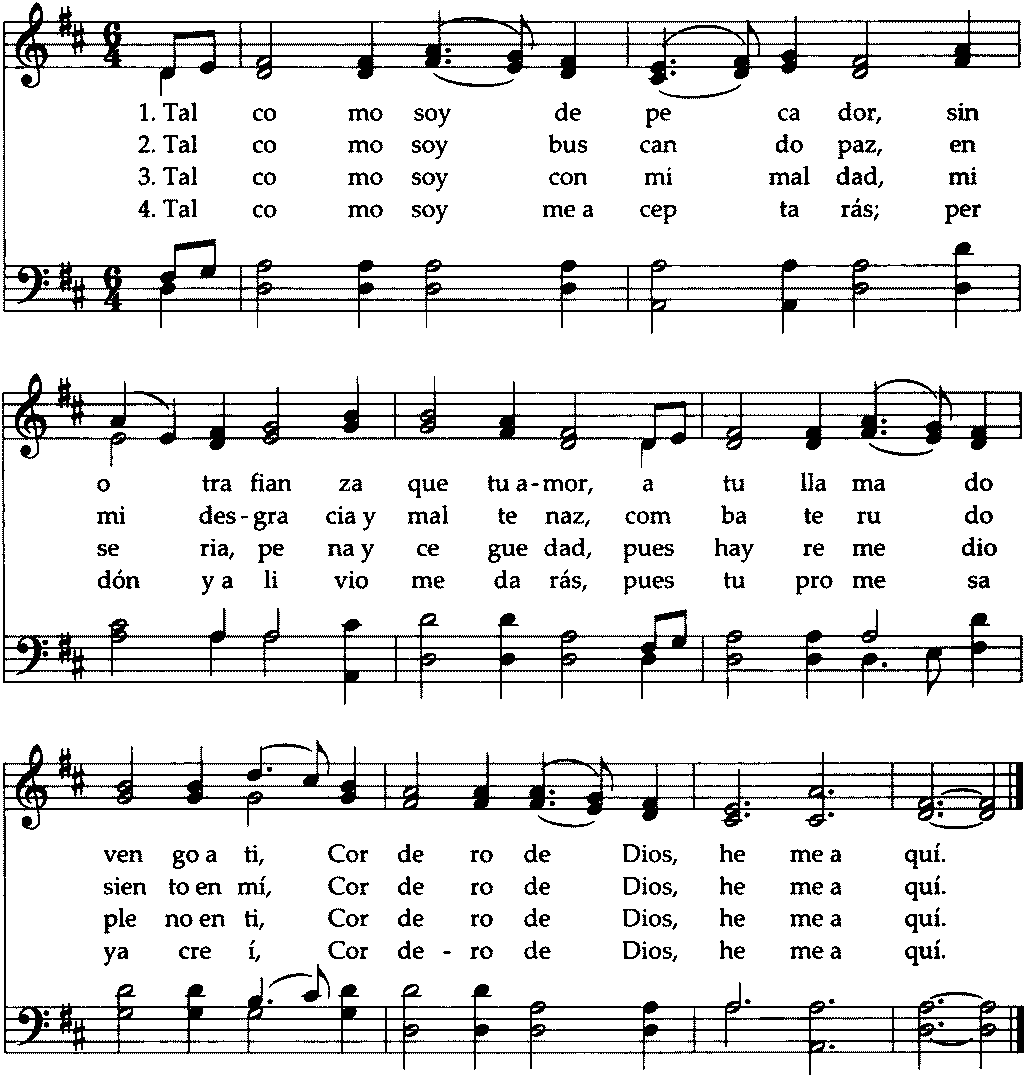 1. Tal co mo soy de pe ca dor, sin
2. Tal co mo soy bus can do paz, en
3. Tal co mo soy con mi mal dad, mi
4. Tal co mo soy me a cep ta rás; per
o tra fian za que tu a-mor, a tu lla ma do
mi des-gra cia y mal te naz, com ba te ru do
se ria, pe na y ce gue dad, pues hay re me dio
dón y a li vio me da rás, pues tu pro me sa
ven go a ti, Cor de ro de Dios, he me a quí.
sien to en mí, Cor de ro de Dios, he me a quí.
ple no en ti, Cor de ro de Dios, he me a quí.
ya cre í, Cor de - ro de Dios, he me a quí.